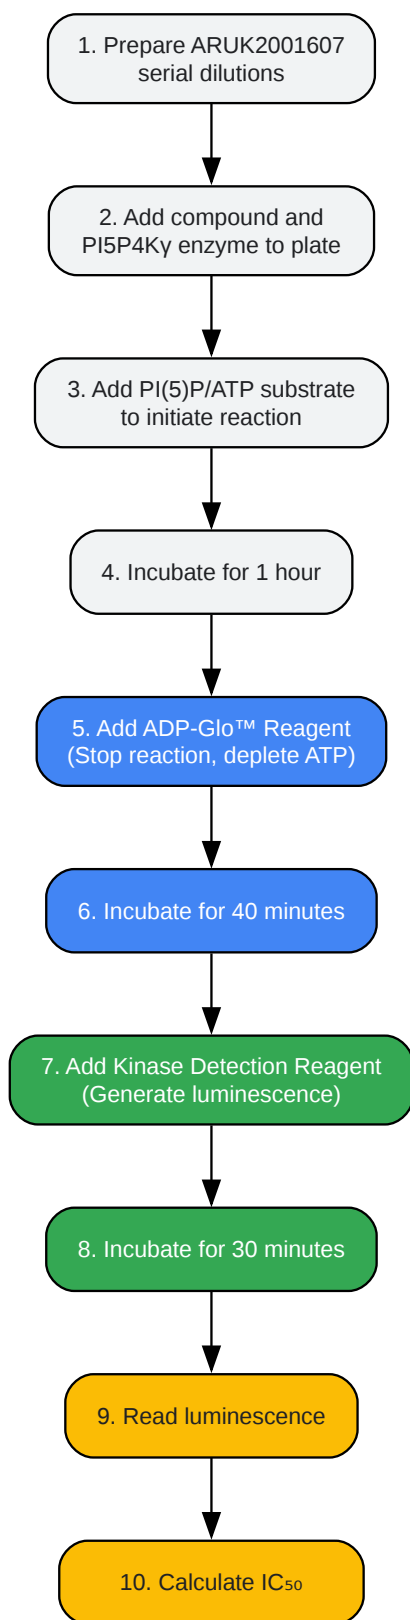 1. Prepare ARUK2001607
serial dilutions
2. Add compound and
PI5P4Kγ enzyme to plate
3. Add PI(5)P/ATP substrate
to initiate reaction
4. Incubate for 1 hour
5. Add ADP-Glo™ Reagent
(Stop reaction, deplete ATP)
6. Incubate for 40 minutes
7. Add Kinase Detection Reagent
(Generate luminescence)
8. Incubate for 30 minutes
9. Read luminescence
10. Calculate IC₅₀